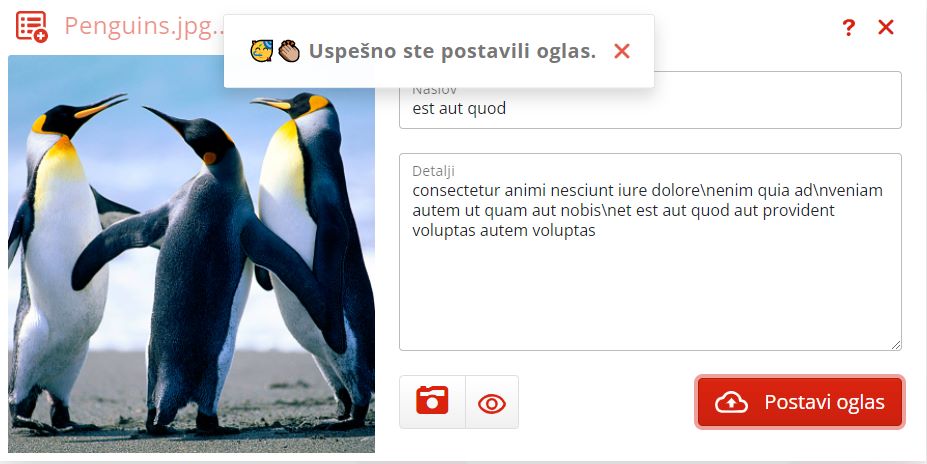 Penguins.jpg..
Uspešno ste postavili oglas.
?
Naslov
est aut quod
Detalji
consectetur animi nesciunt iure dolore\nenim quia ad\nveniam
autem ut quam aut nobis\net est aut quod aut provident
voluptas autem voluptas
Postavi oglas